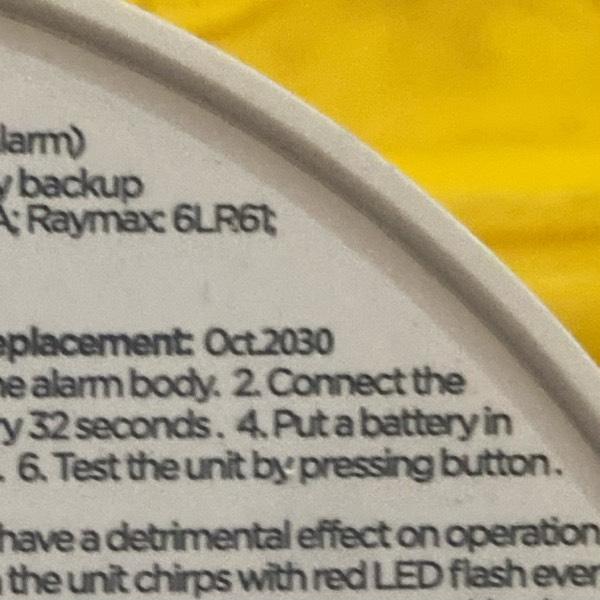 larm)
y backup
A; Raymax: 6LR61;
eplacement: Oct.2030
he alarm body. 2. Connect the
ry 32 seconds. 4. Put a battery in
. 6. Test the unit by pressing button.
have a detrimental effect on operation
the unit chirps with red LED flash ever